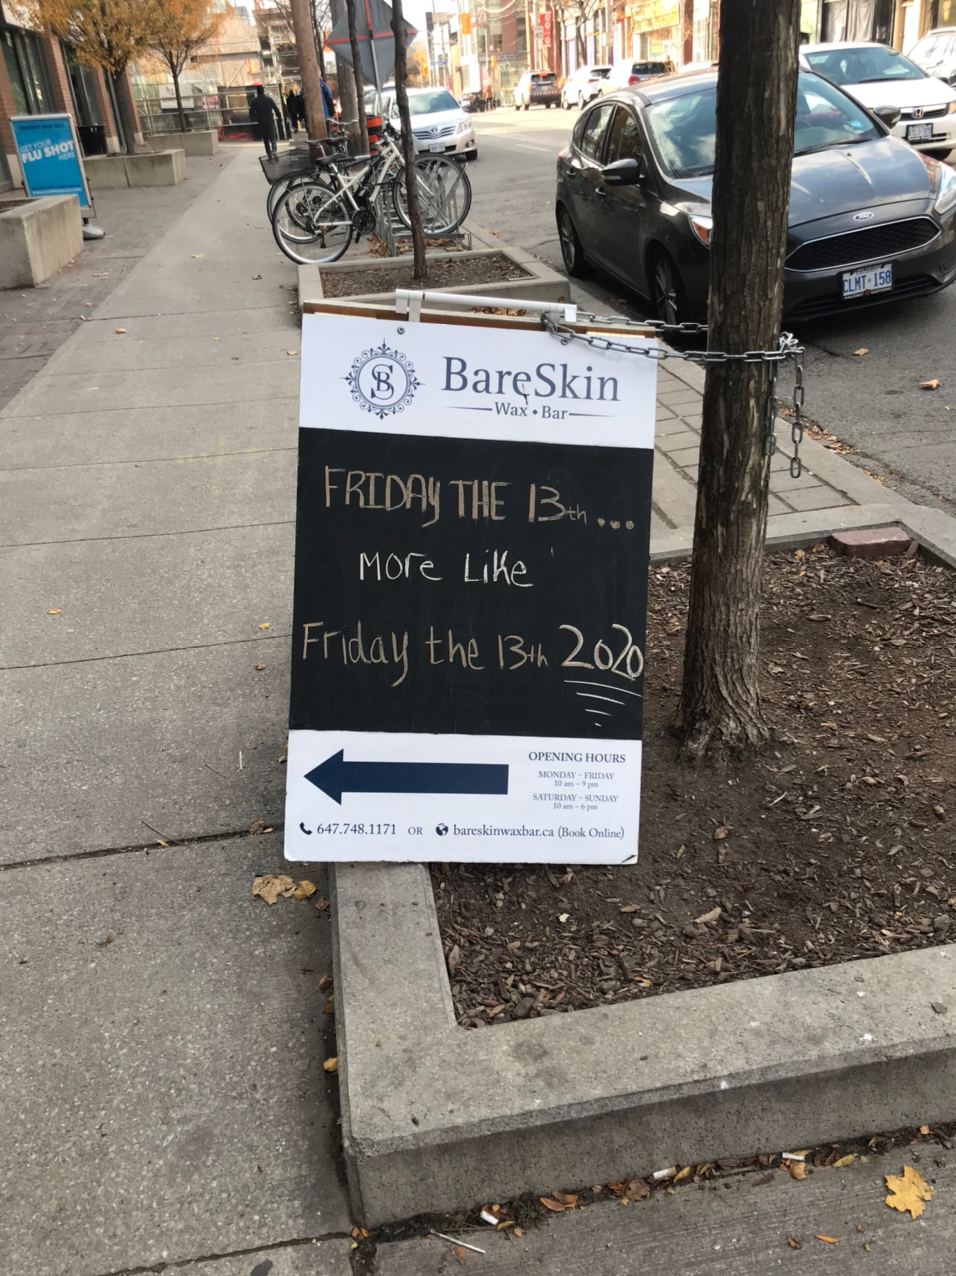 GET YOUR
FLU SHOT
HERE
SB
BareSkin
Wax • Bar
FRIDAY THE 13th...
MORE LIKE
Friday the 13th 2020
OPENING HOURS
MONDAY – FRIDAY
10 am – 9 pm
SATURDAY – SUNDAY
10 am – 6 pm
647.748.1171 OR bareskinwaxbar.ca (Book Online)
Ford
CLMT 158